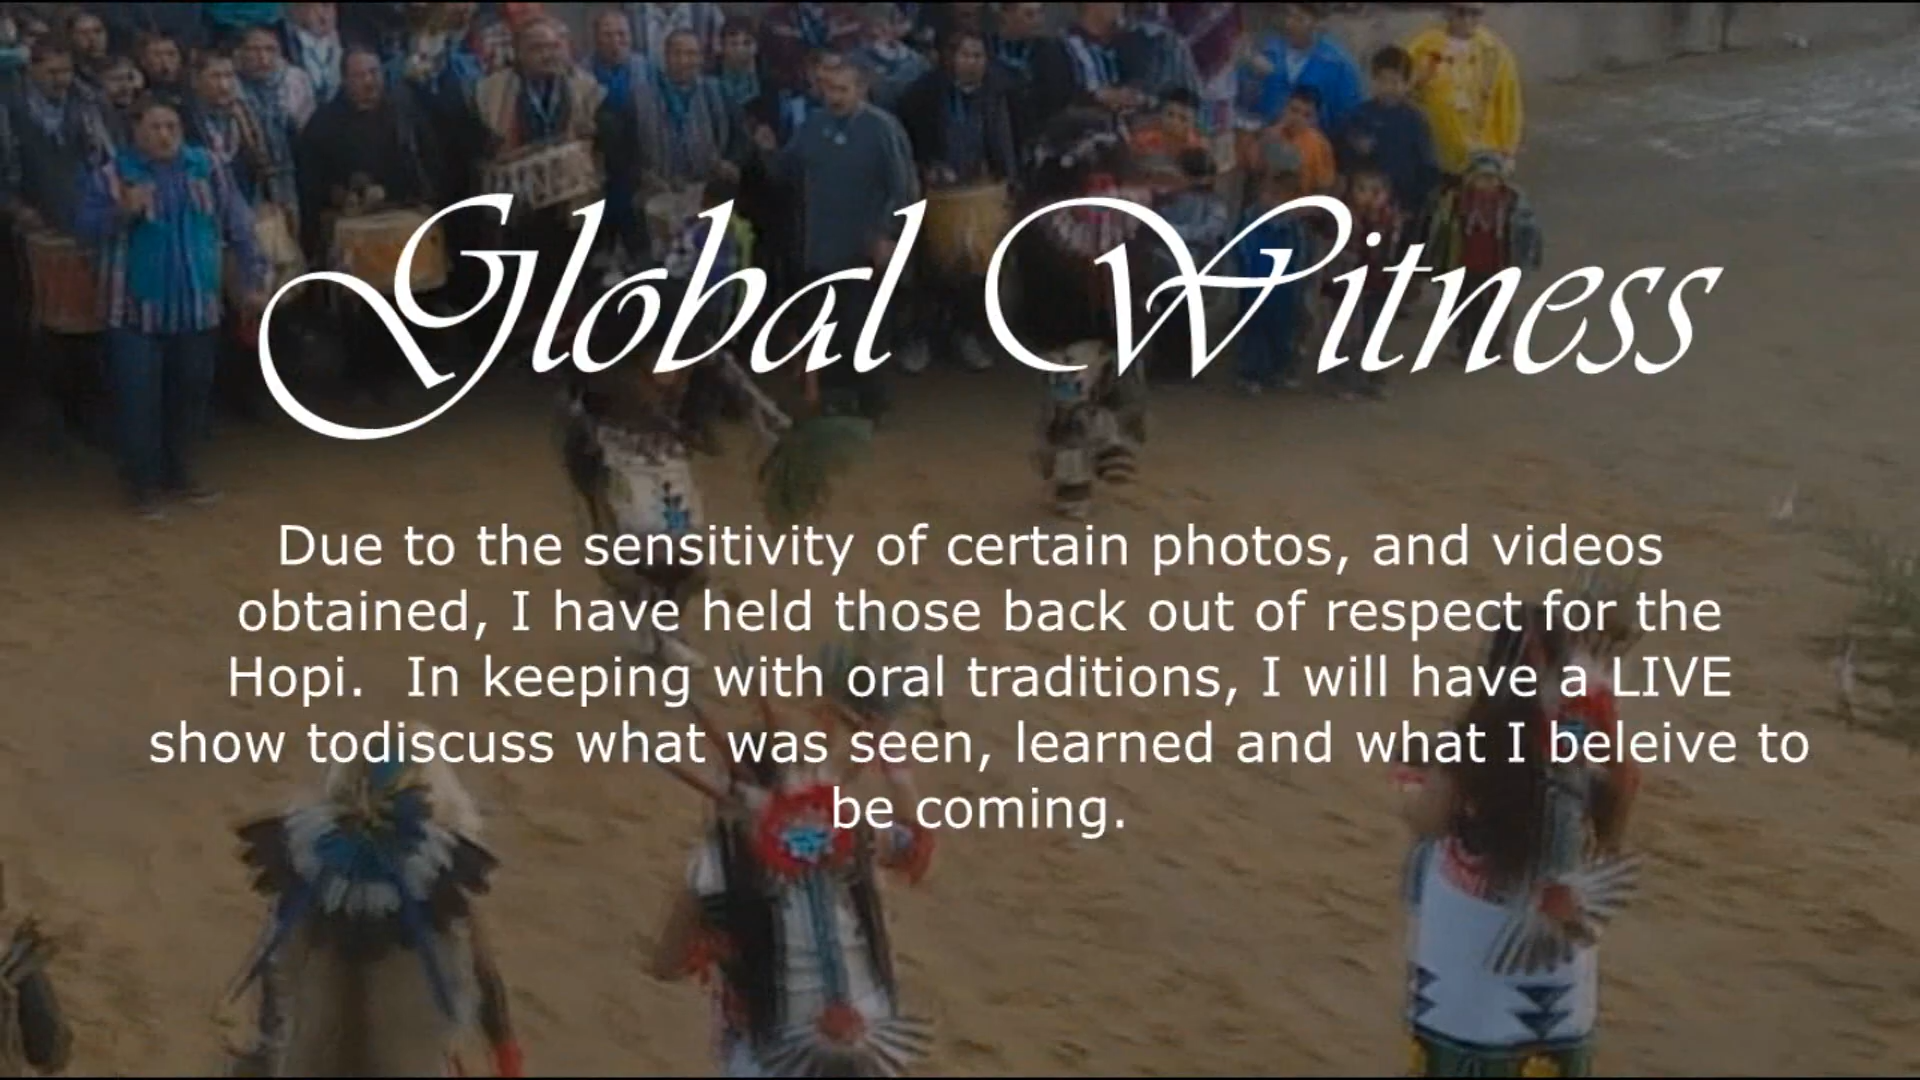 Global Witness
Due to the sensitivity of certain photos, and videos
obtained, I have held those back out of respect for the
Hopi.  In keeping with oral traditions, I will have a LIVE
show todiscuss what was seen, learned and what I beleive to
be coming.